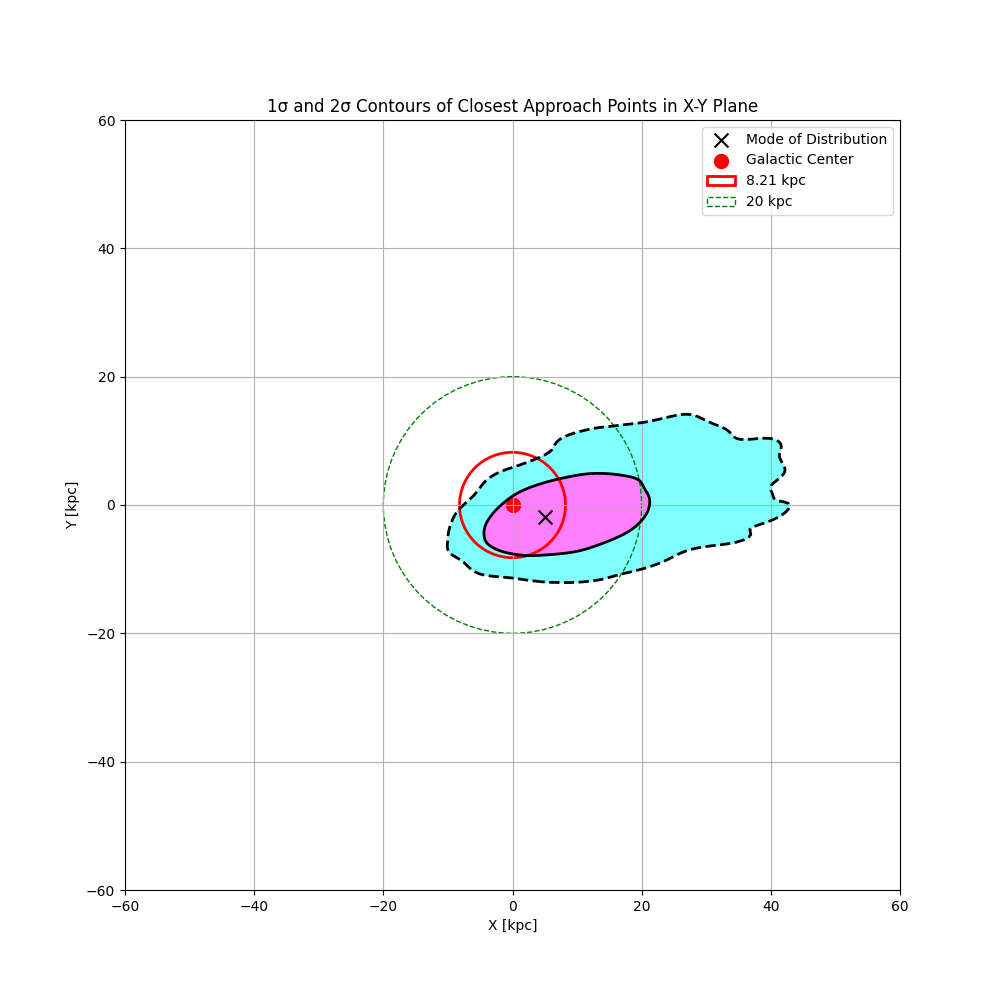 1σ and 2σ Contours of Closest Approach Points in X-Y Plane
Mode of Distribution
Galactic Center
8.21 kpc
20 kpc
60
40
20
0
−20
−40
−60
Y [kpc]
−60 −40 −20 0 20 40 60
X [kpc]